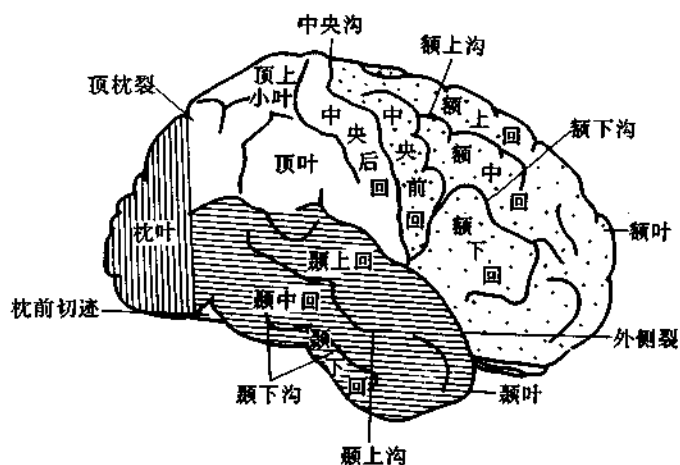 中央沟
额上沟
顶枕裂
顶上
小叶
额上回
额下沟
中央后回
中央前回
额中回
顶叶
额下回
额叶
枕叶
颞上回
颞中回
枕前切迹
外侧裂
颞下回
颞下沟
颞叶
颞上沟